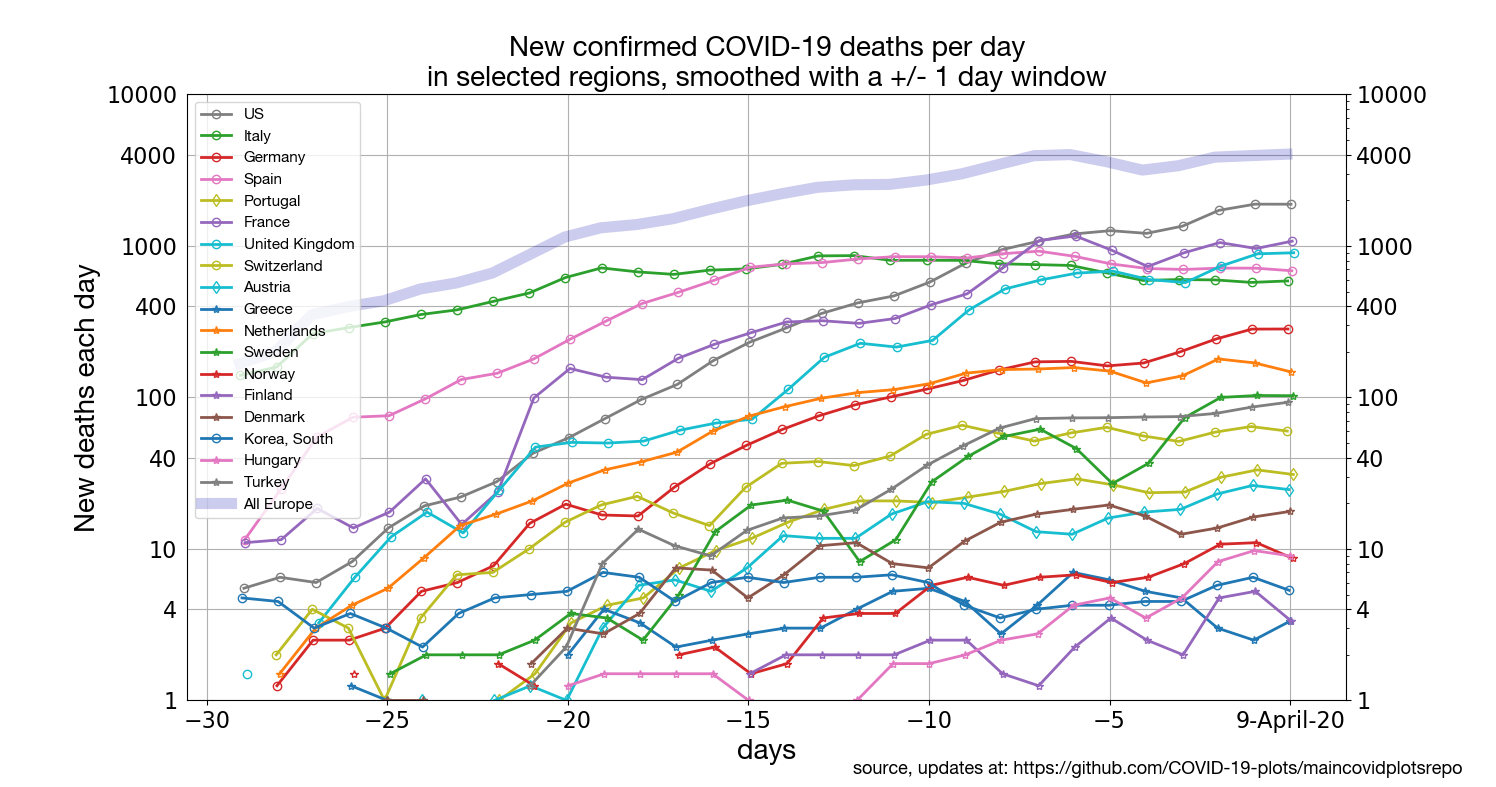 New confirmed COVID-19 deaths per day
in selected regions, smoothed with a +/- 1 day window
New deaths each day
10000
4000
1000
400
100
40
10
4
1
US
Italy
Germany
Spain
Portugal
France
United Kingdom
Switzerland
Austria
Greece
Netherlands
Sweden
Norway
Finland
Denmark
Korea, South
Hungary
Turkey
All Europe
10000
4000
1000
400
100
40
10
4
1
−30 −25 −20 −15 −10 −5 9-April-20
days
source, updates at: https://github.com/COVID-19-plots/maincovidplotsrepo